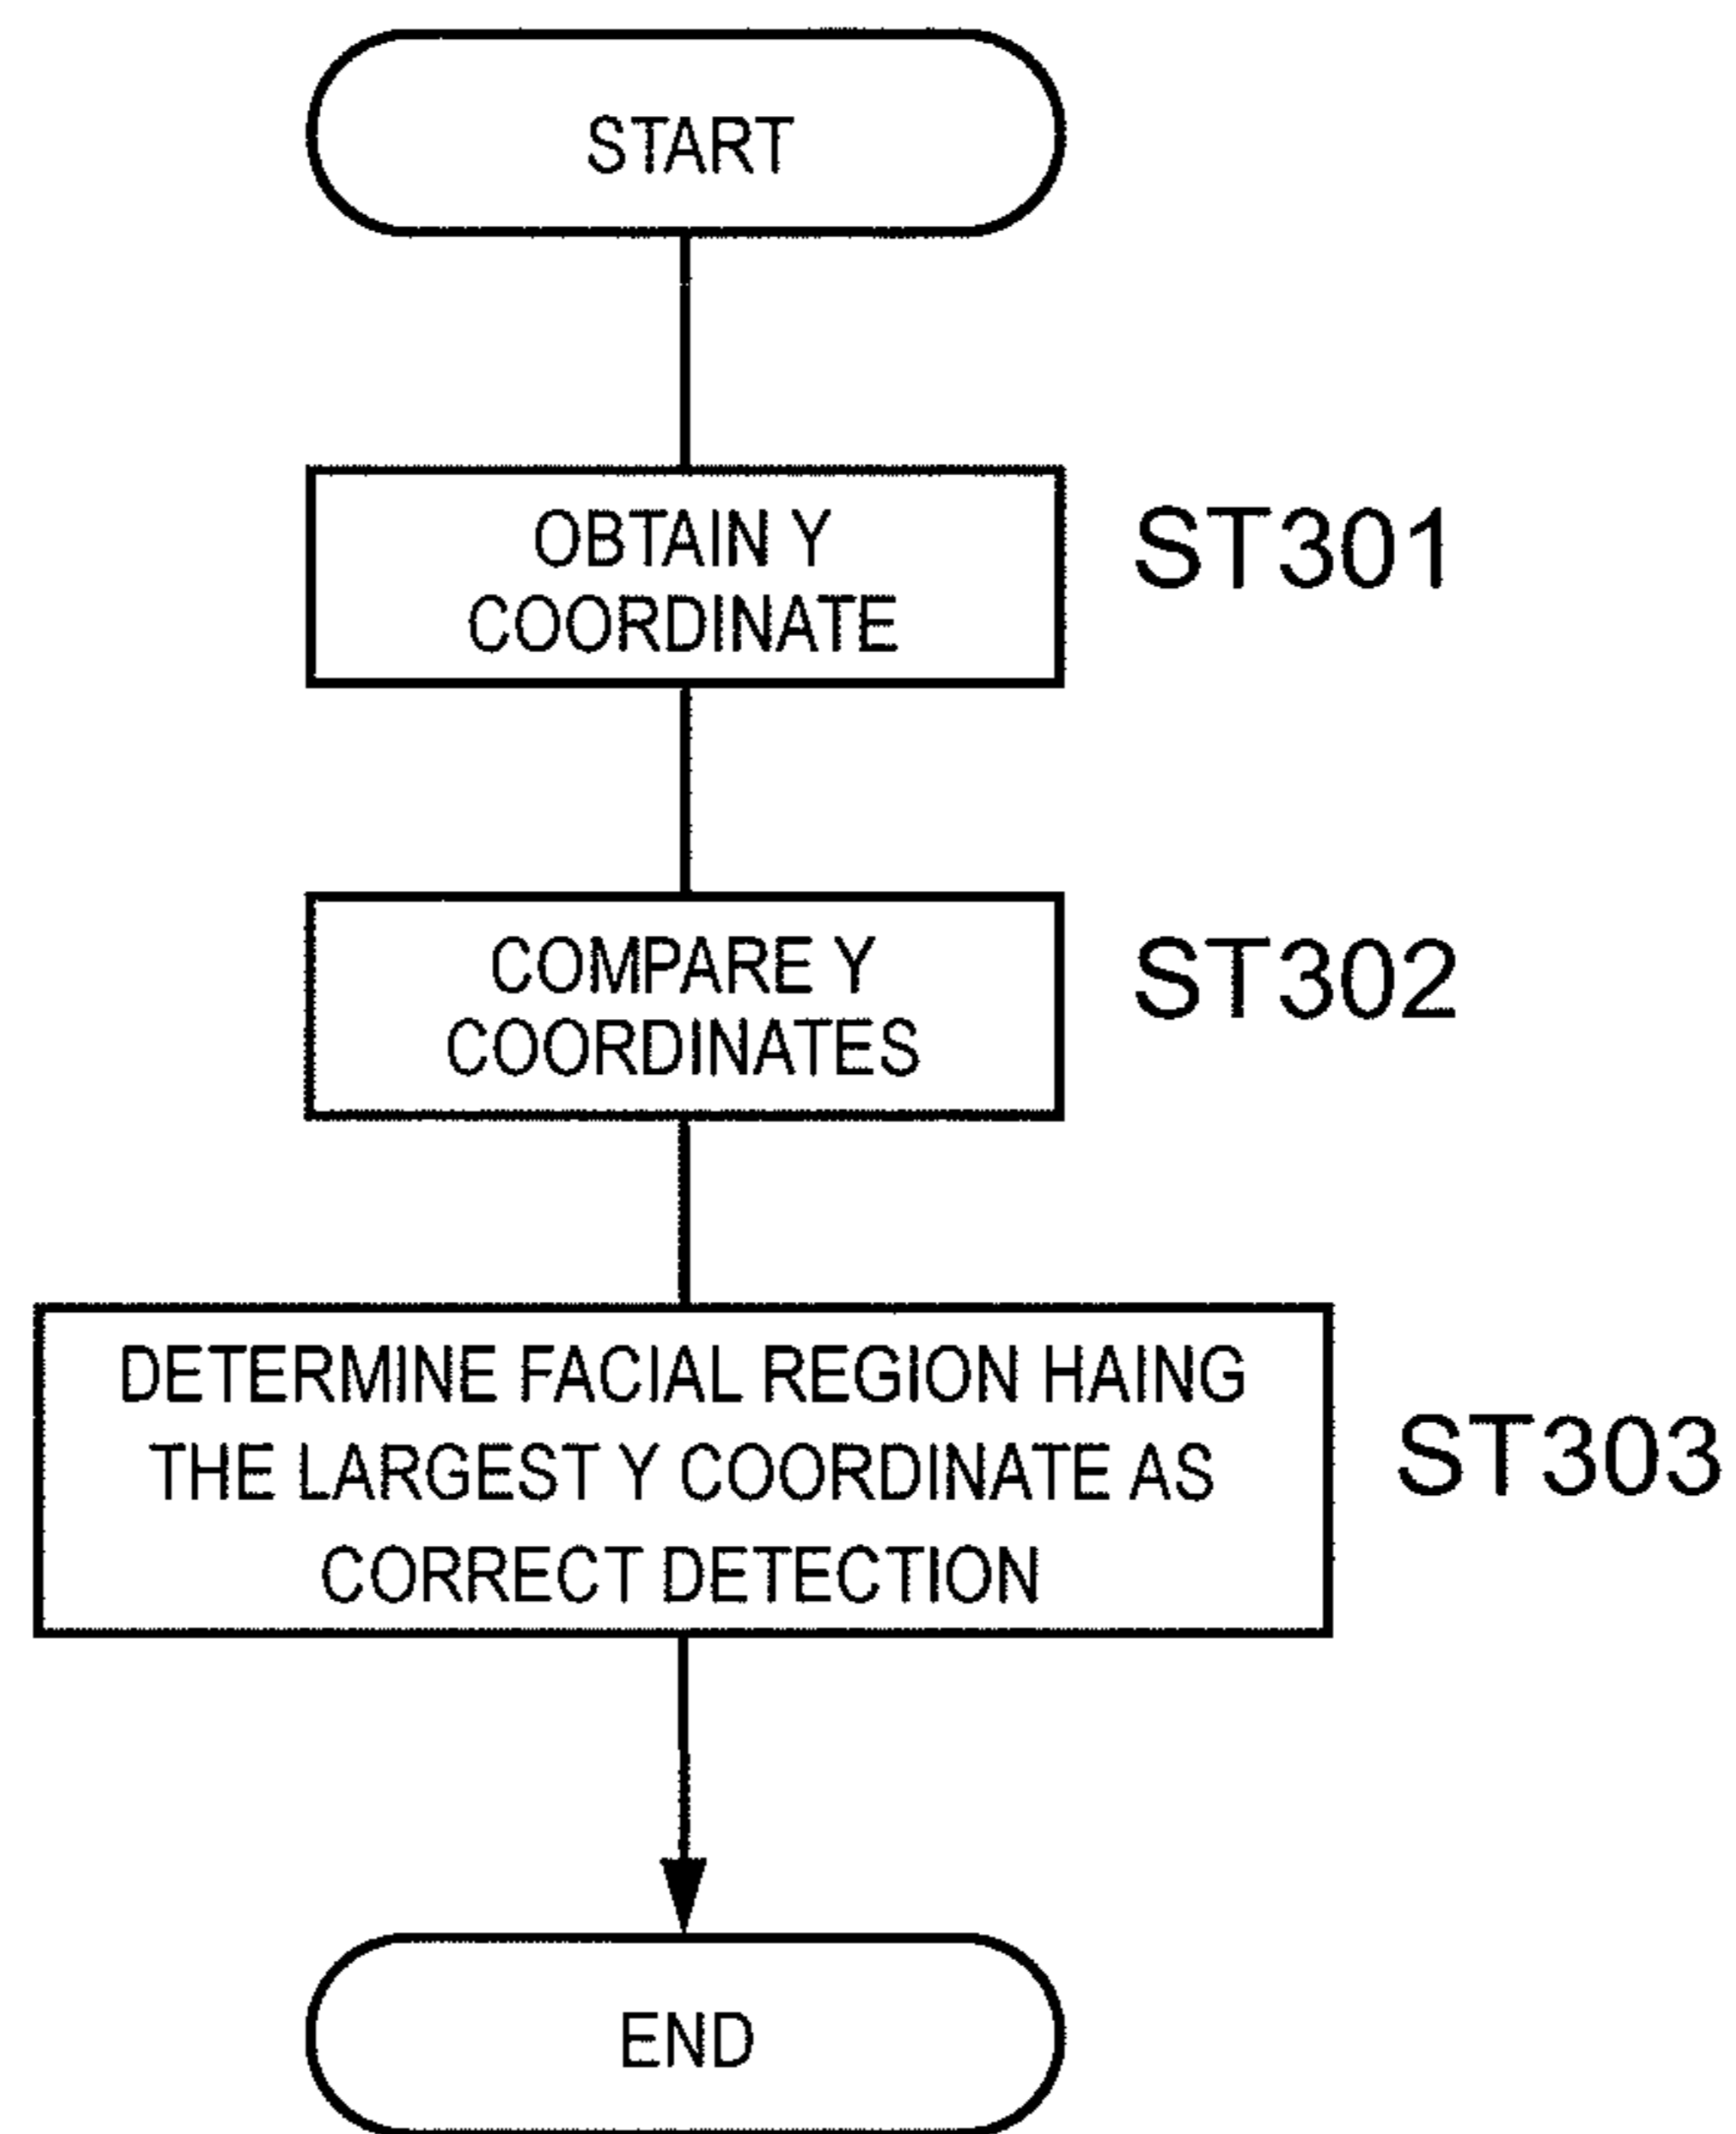 START
OBTAIN Y
COORDINATE
ST301
COMPARE Y
COORDINATES
ST302
DETERMINE FACIAL REGION HAING
THE LARGEST Y COORDINATE AS
CORRECT DETECTION
ST303
END